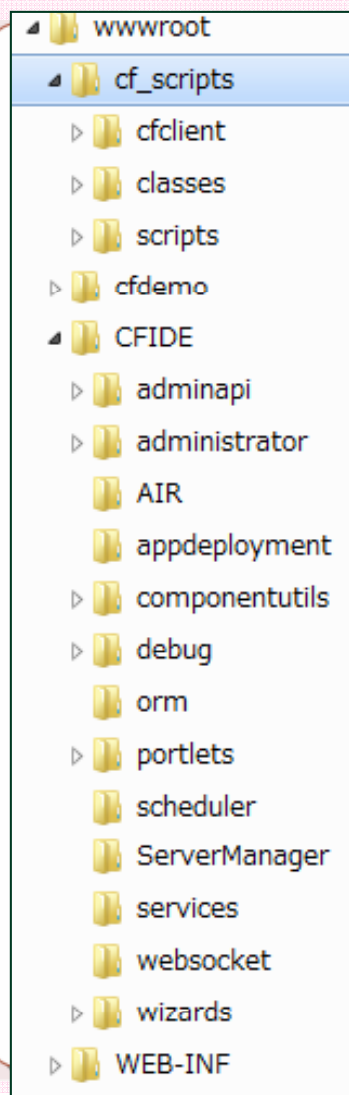 wwwroot
cf_scripts
cfclient
classes
scripts
cfdemo
CFIDE
adminapi
administrator
AIR
appdeployment
componentutils
debug
orm
portlets
scheduler
ServerManager
services
websocket
wizards
WEB-INF